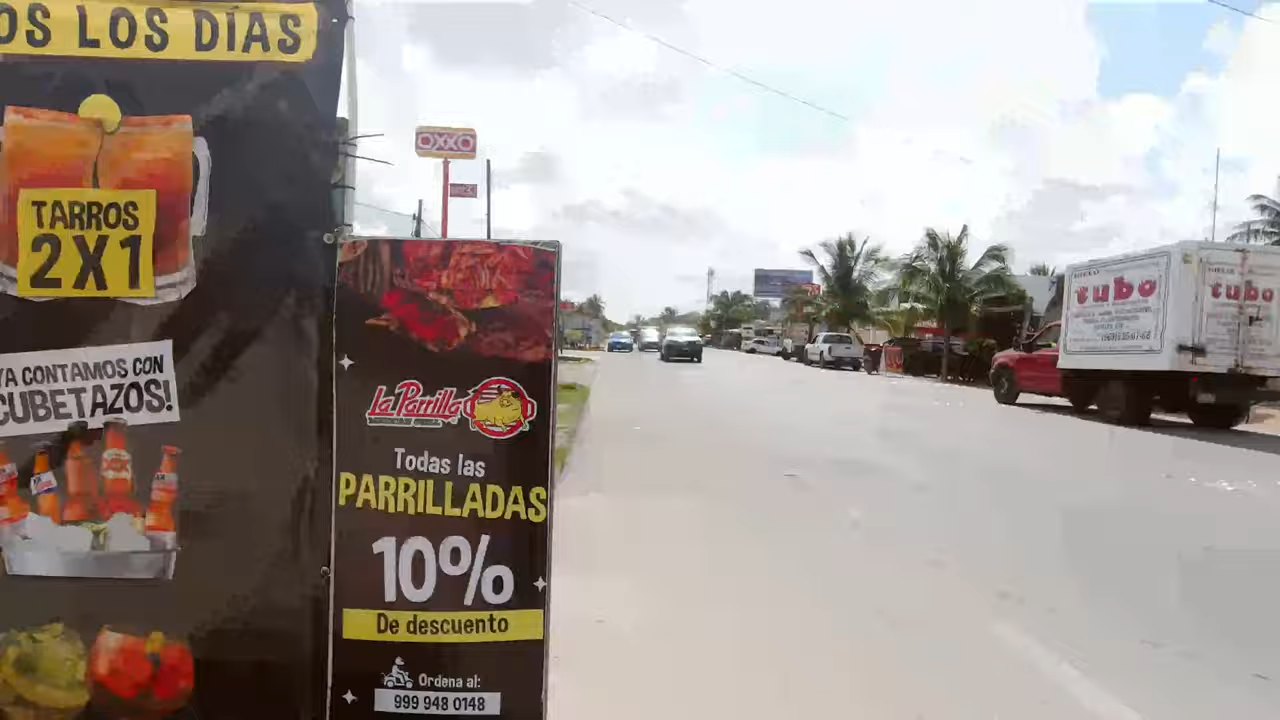 OS LOS DÍAS
TARROS
2X1
YA CONTAMOS CON
CUBETAZOS!
OXXO
La Parrilla
Todas las
PARRILLADAS
10%
De descuento
Ordena al:
999 948 0148
tubo
tubo